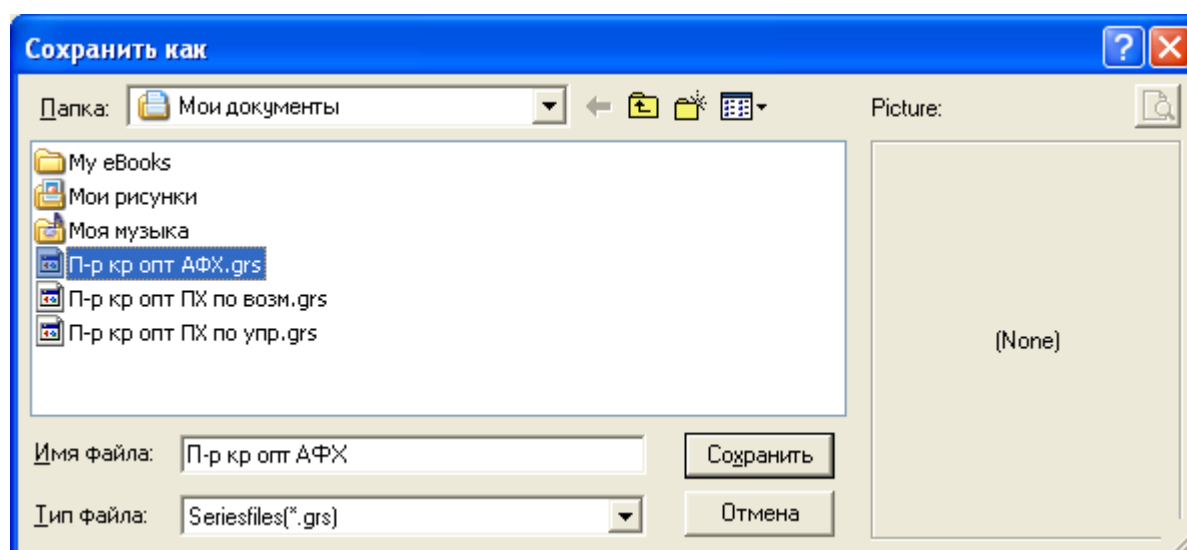 Сохранить как
Папка: Мои документы Picture:
My eBooks
Мои рисунки
Моя музыка
П-р кр опт АФХ.grs
П-р кр опт ПХ по возм.grs
П-р кр опт ПХ по упр.grs
(None)
Имя файла: П-р кр опт АФХ Сохранить
Тип файла: Seriesfiles(*.grs) Отмена